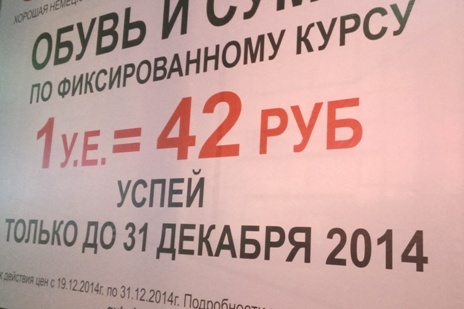 ХОРОШАЯ НЕМЕЦ
ОБУВЬ И СУМ
ПО ФИКСИРОВАННОМУ КУРСУ
1 У.Е. = 42 РУБ
УСПЕЙ
ТОЛЬКО ДО 31 ДЕКАБРЯ 2014
к действия цен с 19.12.2014г. по 31.12.2014г. Подробности